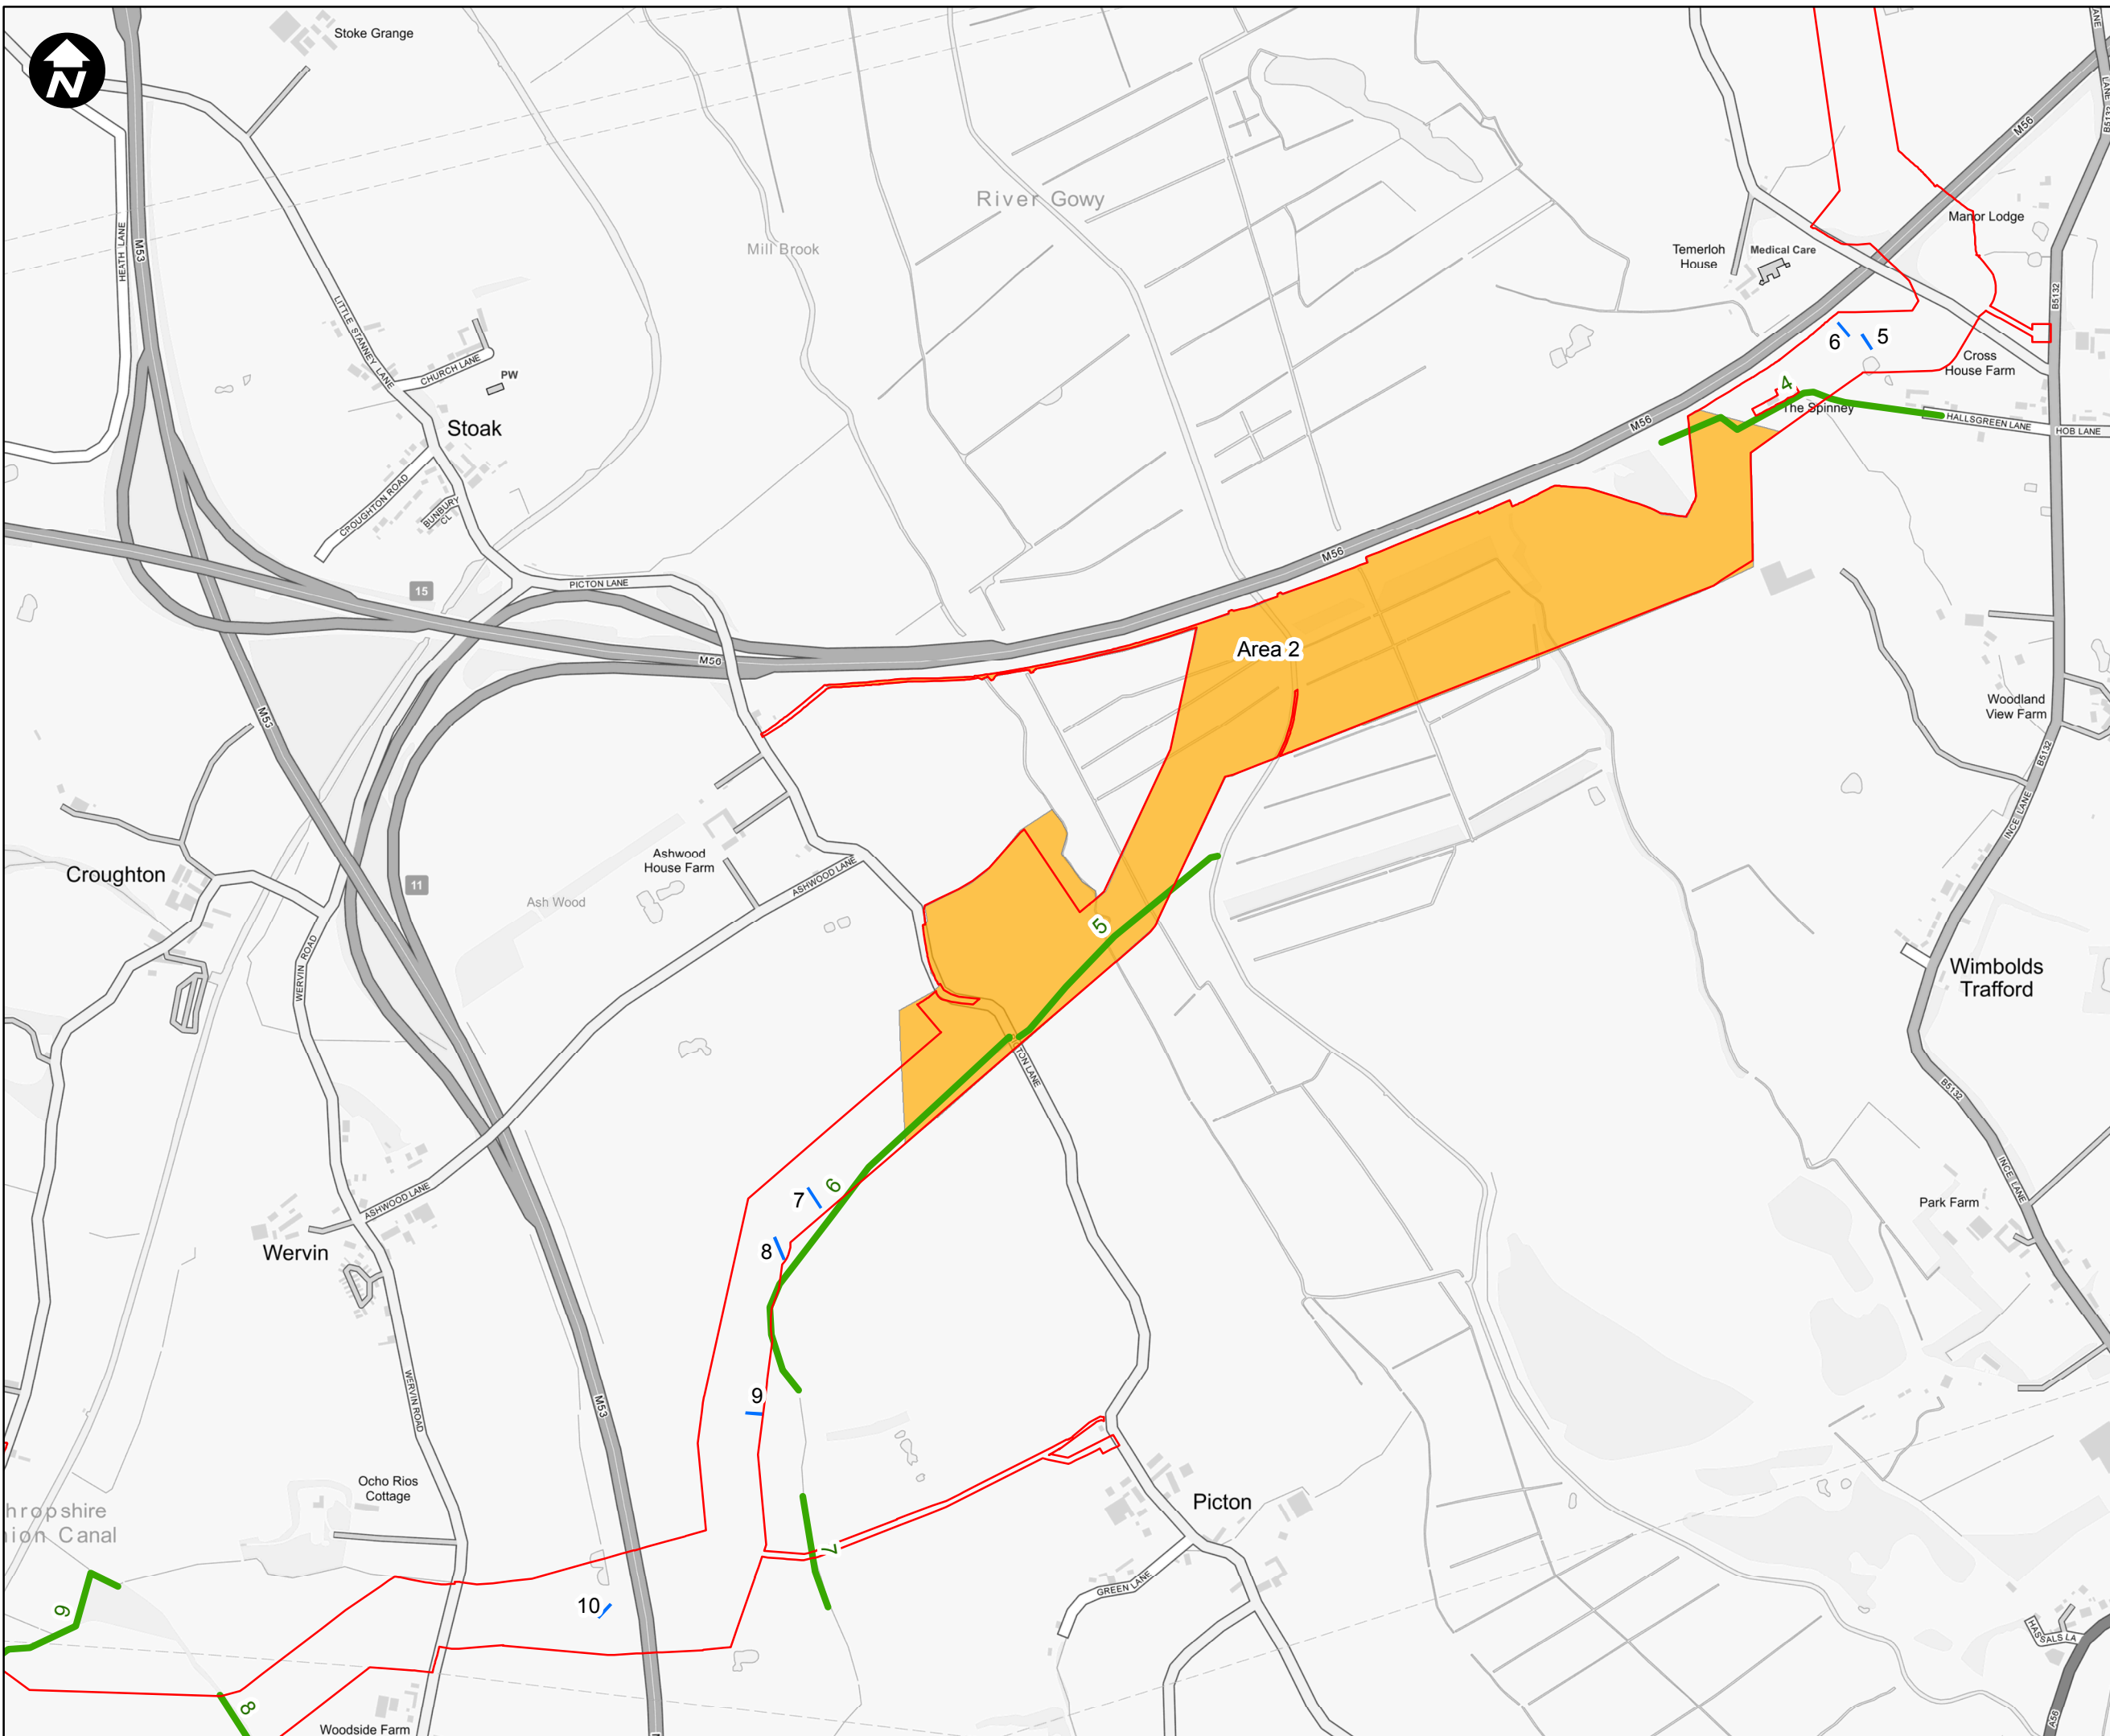 N
Stoke Grange
M53
HEATH LANE
LITTLE STANNEY LANE
CHURCH LANE
PW
Stoak
CROUGHTON ROAD
BUNBURY
CL
15
PICTON LANE
M56
River Gowy
Mill Brook
Temerloh
House
Medical Care
Manor Lodge
M56
B5132
6
5
Cross
House Farm
4
The Spinney
HALLSGREEN LANE
HOB LANE
M56
M56
Area 2
M53
Woodland
View Farm
B5132
INCE LANE
Croughton
11
Ashwood
House Farm
ASHWOOD LANE
Ash Wood
WERVIN ROAD
5
Wimbolds
Trafford
TON LANE
B5132
INCE LANE
Park Farm
7
6
8
ASHWOOD LANE
Wervin
WERVIN ROAD
M53
9
Ocho Rios
Cottage
hropshire
nion Canal
Picton
7
GREEN LANE
10
9
8
Woodside Farm
HASSALS LA
A56